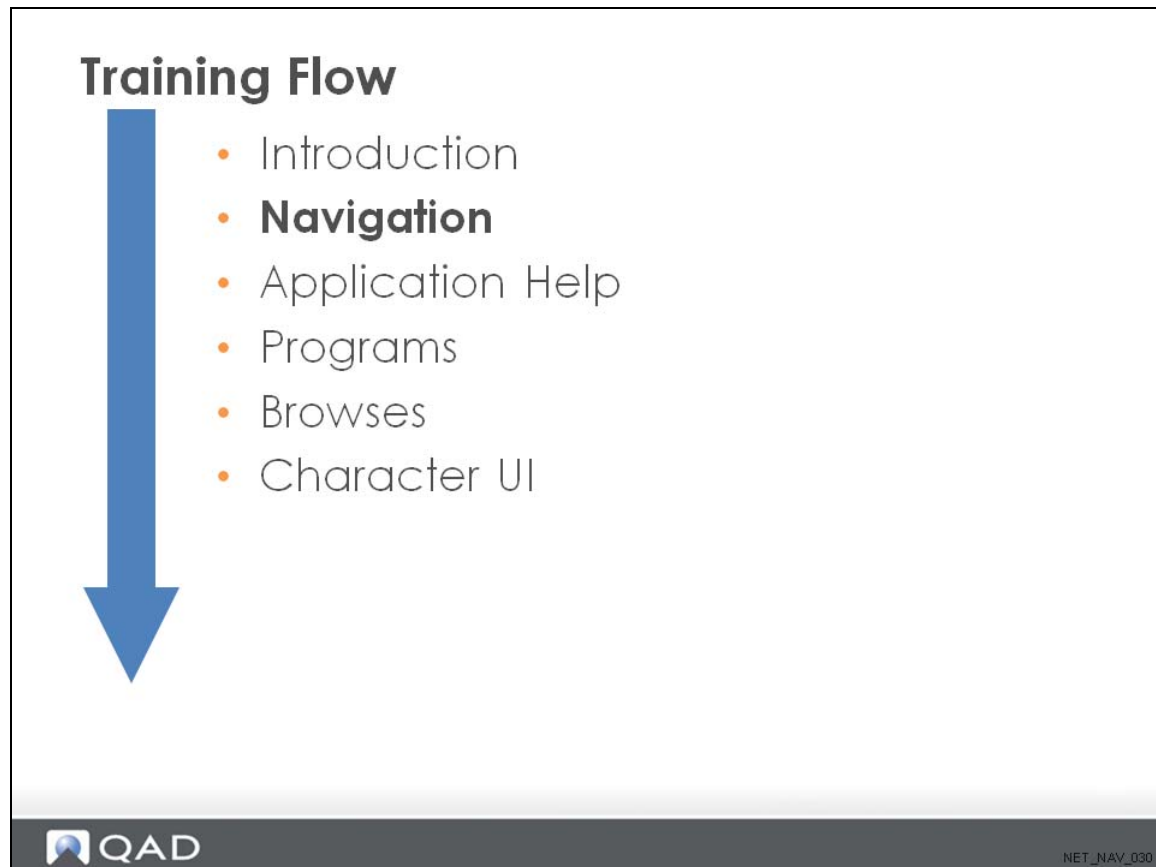 Training Flow
• Introduction
• Navigation
• Application Help
• Programs
• Browses
• Character UI
QAD
NET_NAV_030